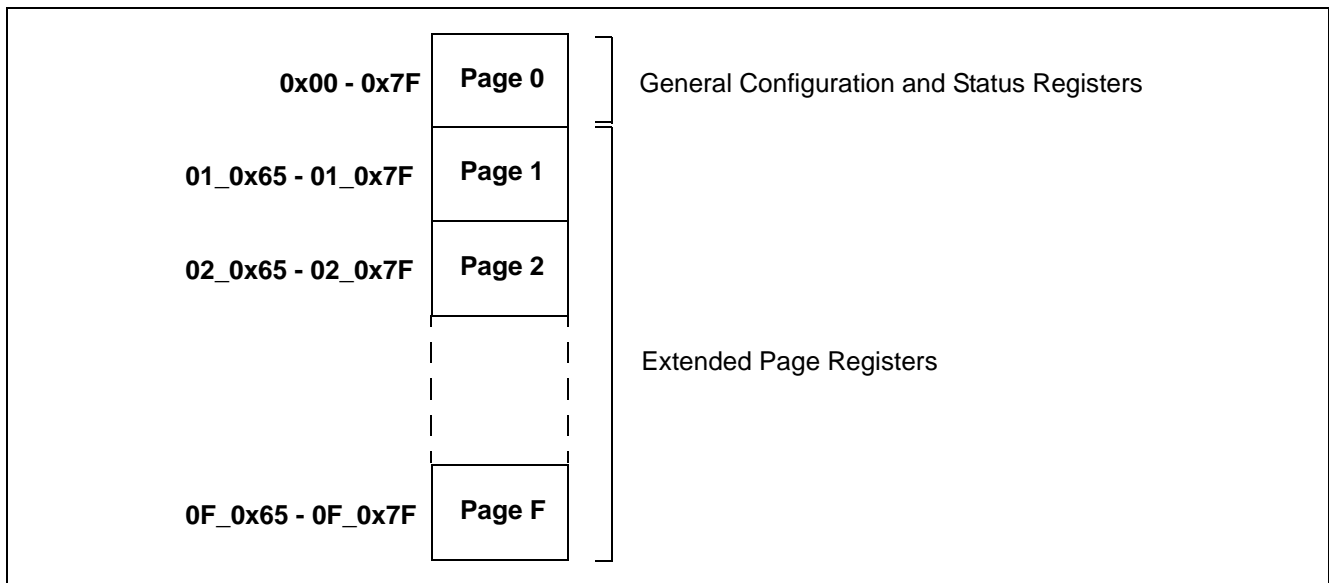 0x00 - 0x7F Page 0 General Configuration and Status Registers
01_0x65 - 01_0x7F Page 1
02_0x65 - 02_0x7F Page 2
Extended Page Registers
0F_0x65 - 0F_0x7F Page F